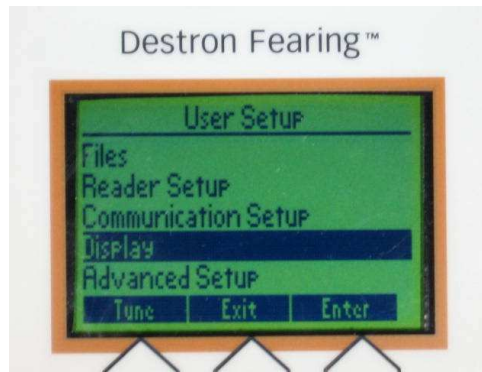 Destron Fearing™
User Setup
Files
Reader Setup
Communication Setup
Display
Advanced Setup
Tune Exit Enter